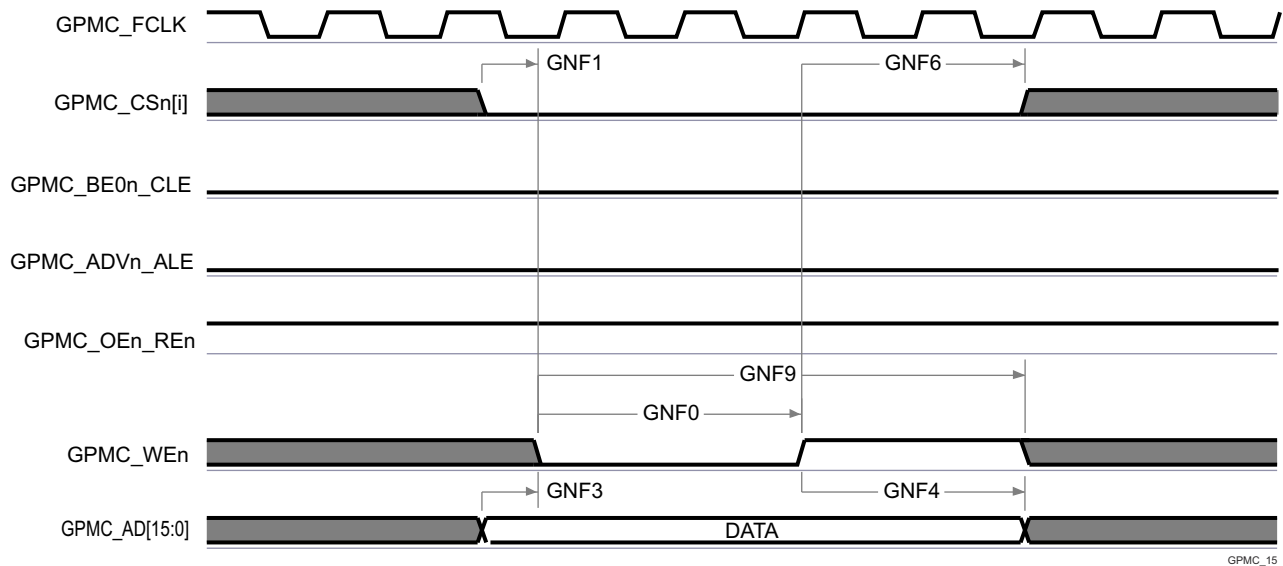 GPMC_FCLK
GNF1
GNF6
GPMC_CSn[i]
GPMC_BE0n_CLE
GPMC_ADVn_ALE
GPMC_OEn_REn
GNF9
GNF0
GPMC_WEn
GNF3
GNF4
GPMC_AD[15:0]
DATA
GPMC_15